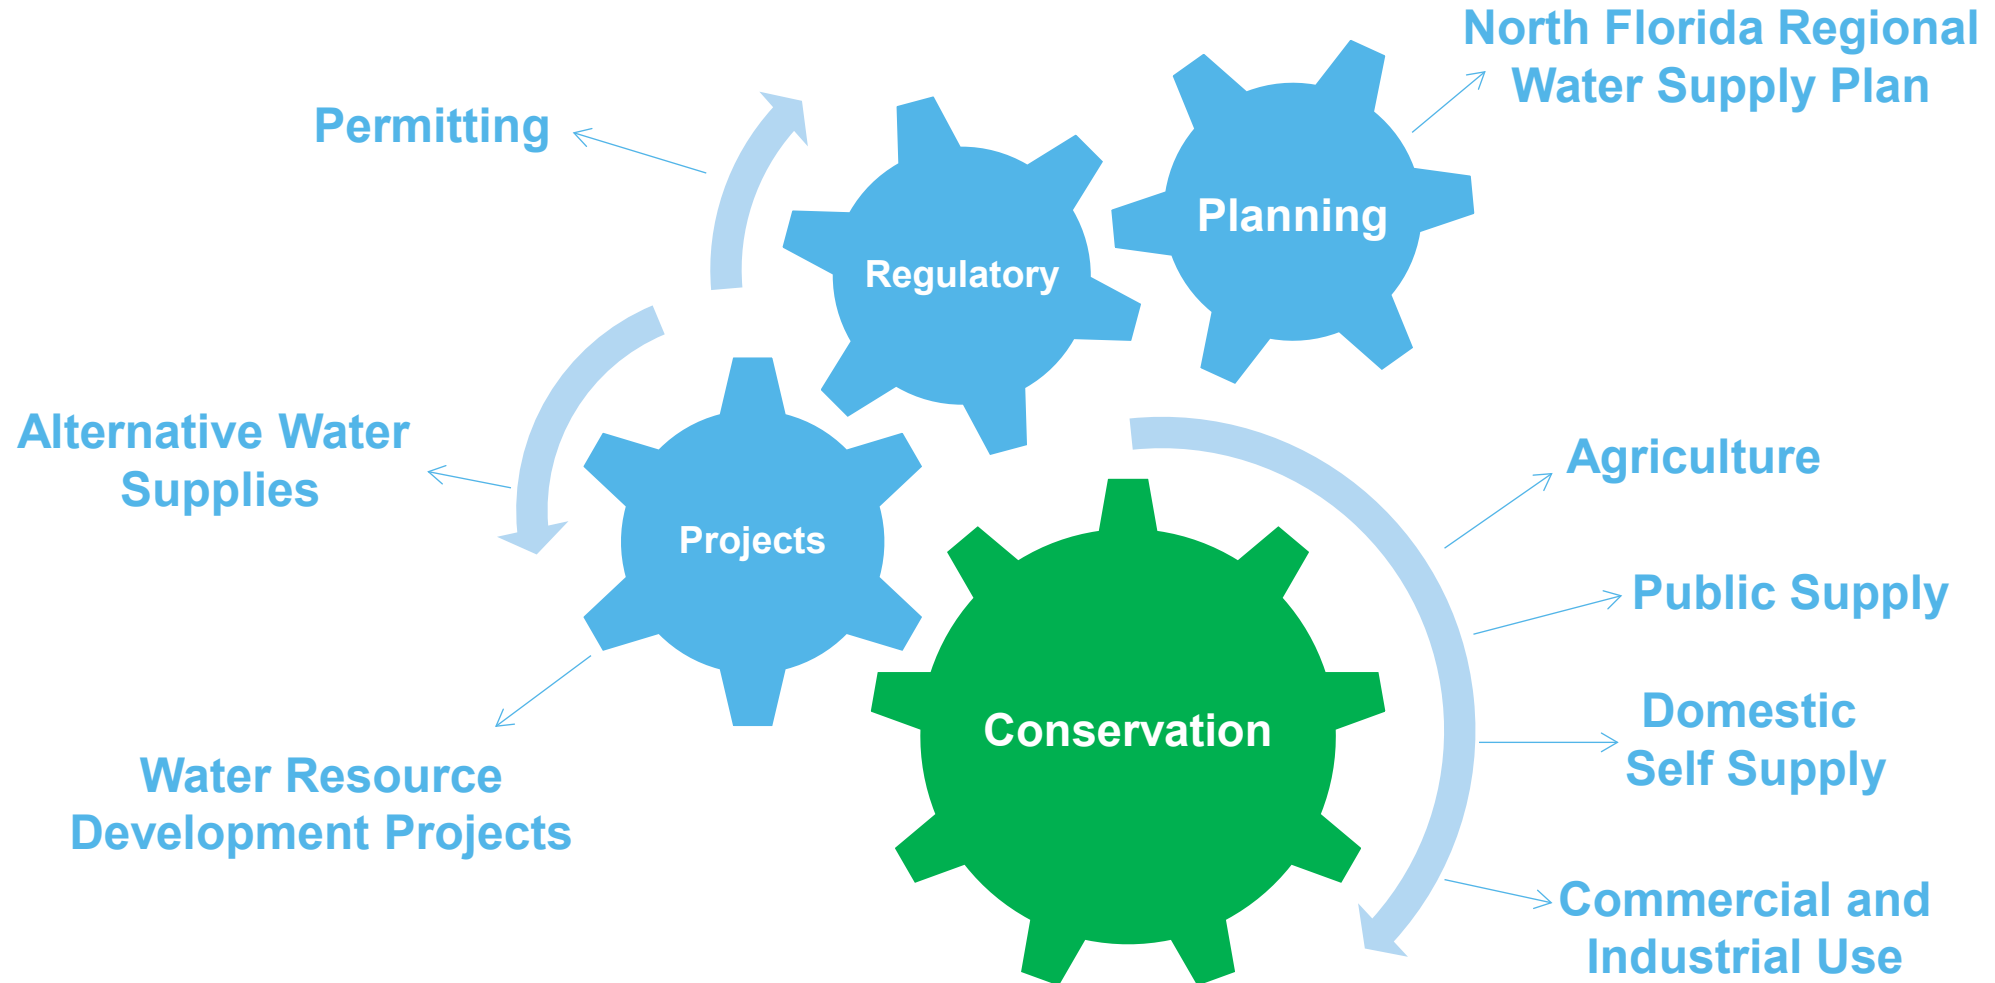 North Florida Regional
Water Supply Plan
Permitting
Planning
Regulatory
Alternative Water
Supplies
Agriculture
Projects
Public Supply
Domestic
Self Supply
Conservation
Water Resource
Development Projects
Commercial and
Industrial Use